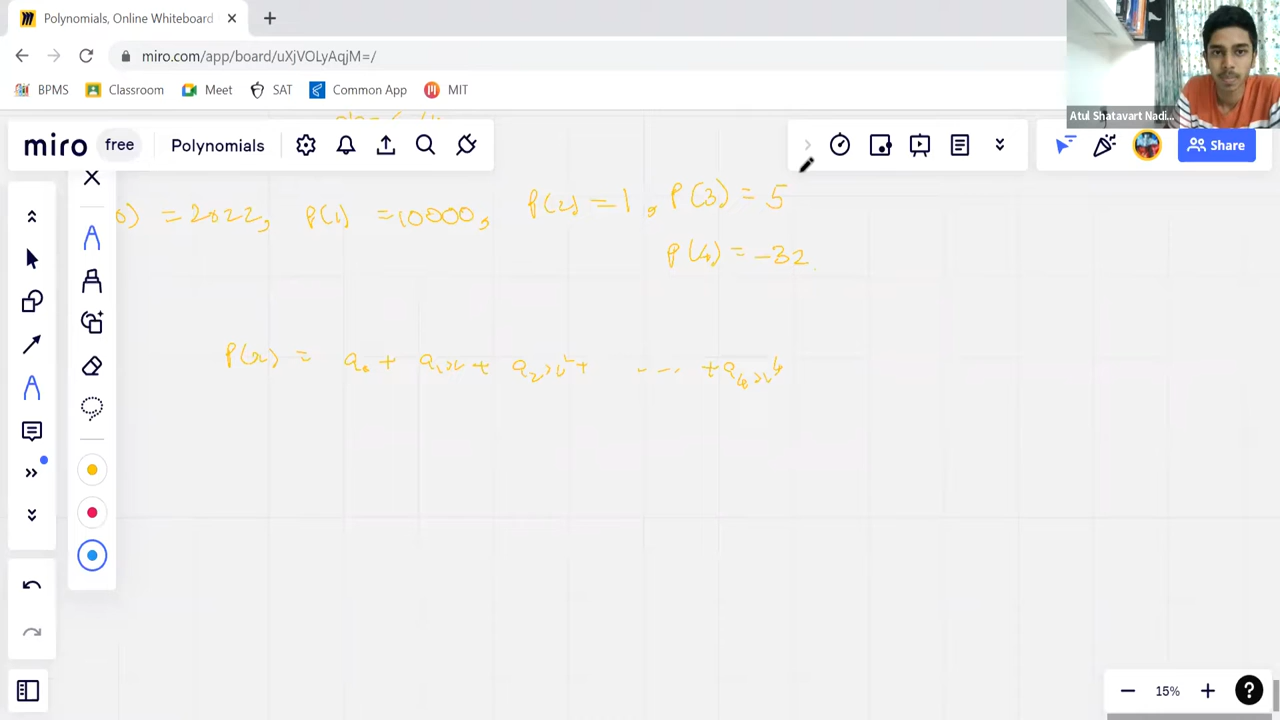 Polynomials, Online Whiteboard
miro.com/app/board/uXjVOLyAqjM=/
BPMS Classroom Meet SAT Common App MIT
Atul Shatavart Nadi...
miro free Polynomials Share
0) = 2022, P(1) = 10000, P(2) = 1, P(3) = 5
P(4) = -32.
P(x) = a₀ + a₁x + a₂x² + ... + a₄x⁴
15%